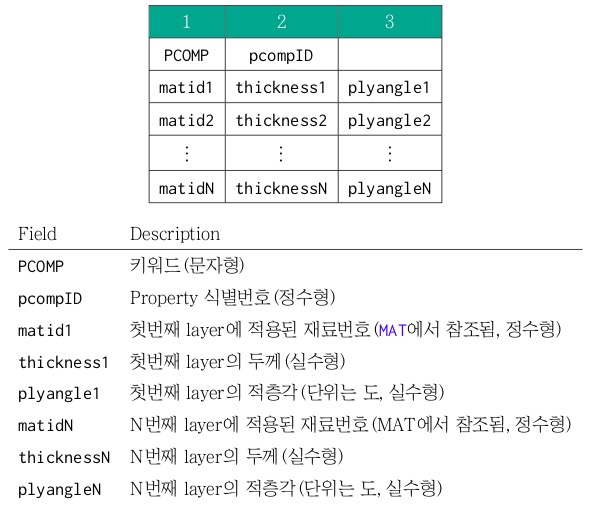 1 2 3
PCOMP pcompID
matid1 thickness1 plyangle1
matid2 thickness2 plyangle2
⋮ ⋮ ⋮
matidN thicknessN plyangleN
Field Description
PCOMP 키워드(문자형)
pcompID Property 식별번호(정수형)
matid1 첫번째 layer에 적용된 재료번호(MAT에서 참조됨, 정수형)
thickness1 첫번째 layer의 두께(실수형)
plyangle1 첫번째 layer의 적층각(단위는 도, 실수형)
matidN N번째 layer에 적용된 재료번호(MAT에서 참조됨, 정수형)
thicknessN N번째 layer의 두께(실수형)
plyangleN N번째 layer의 적층각(단위는 도, 실수형)